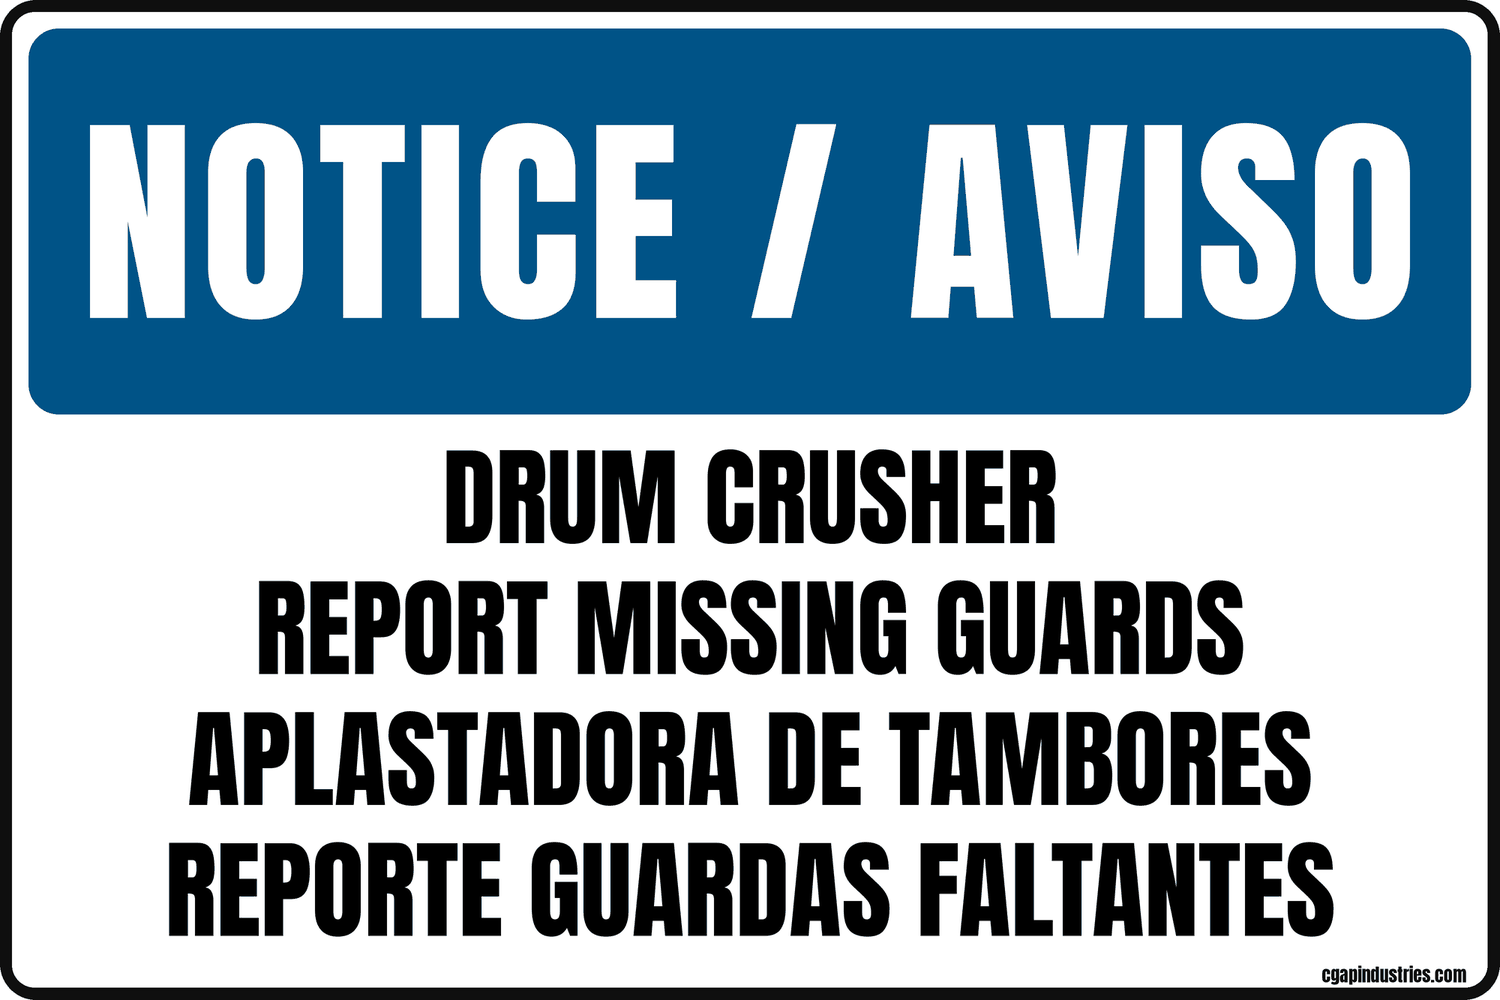 NOTICE / AVISO
DRUM CRUSHER
REPORT MISSING GUARDS
APLASTADORA DE TAMBORES
REPORTE GUARDAS FALTANTES
cgapindustries.com